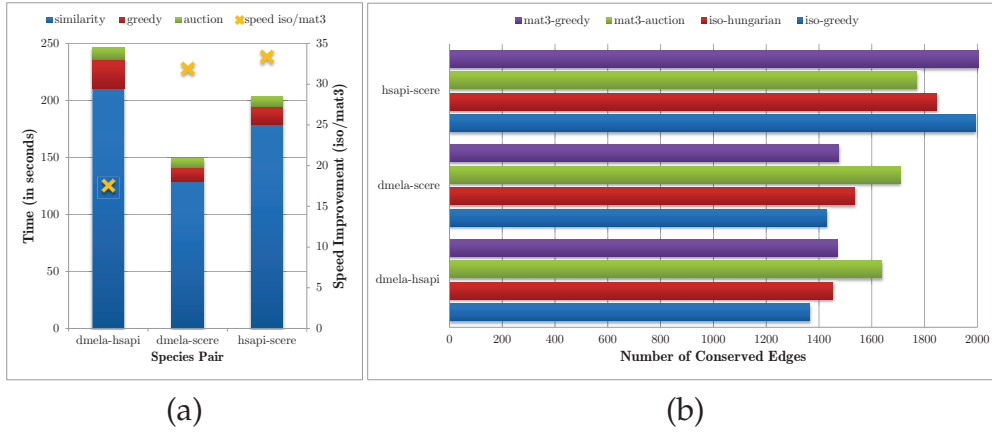 similarity greedy auction speed iso/mat3
250
200
150
100
50
0
Time (in seconds)
35
30
25
20
15
10
5
0
Speed Improvement (iso/mat3)
dmela-hsapi dmela-scere hsapi-scere
Species Pair
(a)
mat3-greedy mat3-auction iso-hungarian iso-greedy
hsapi-scere
dmela-scere
dmela-hsapi
0 200 400 600 800 1000 1200 1400 1600 1800 2000
Number of Conserved Edges
(b)